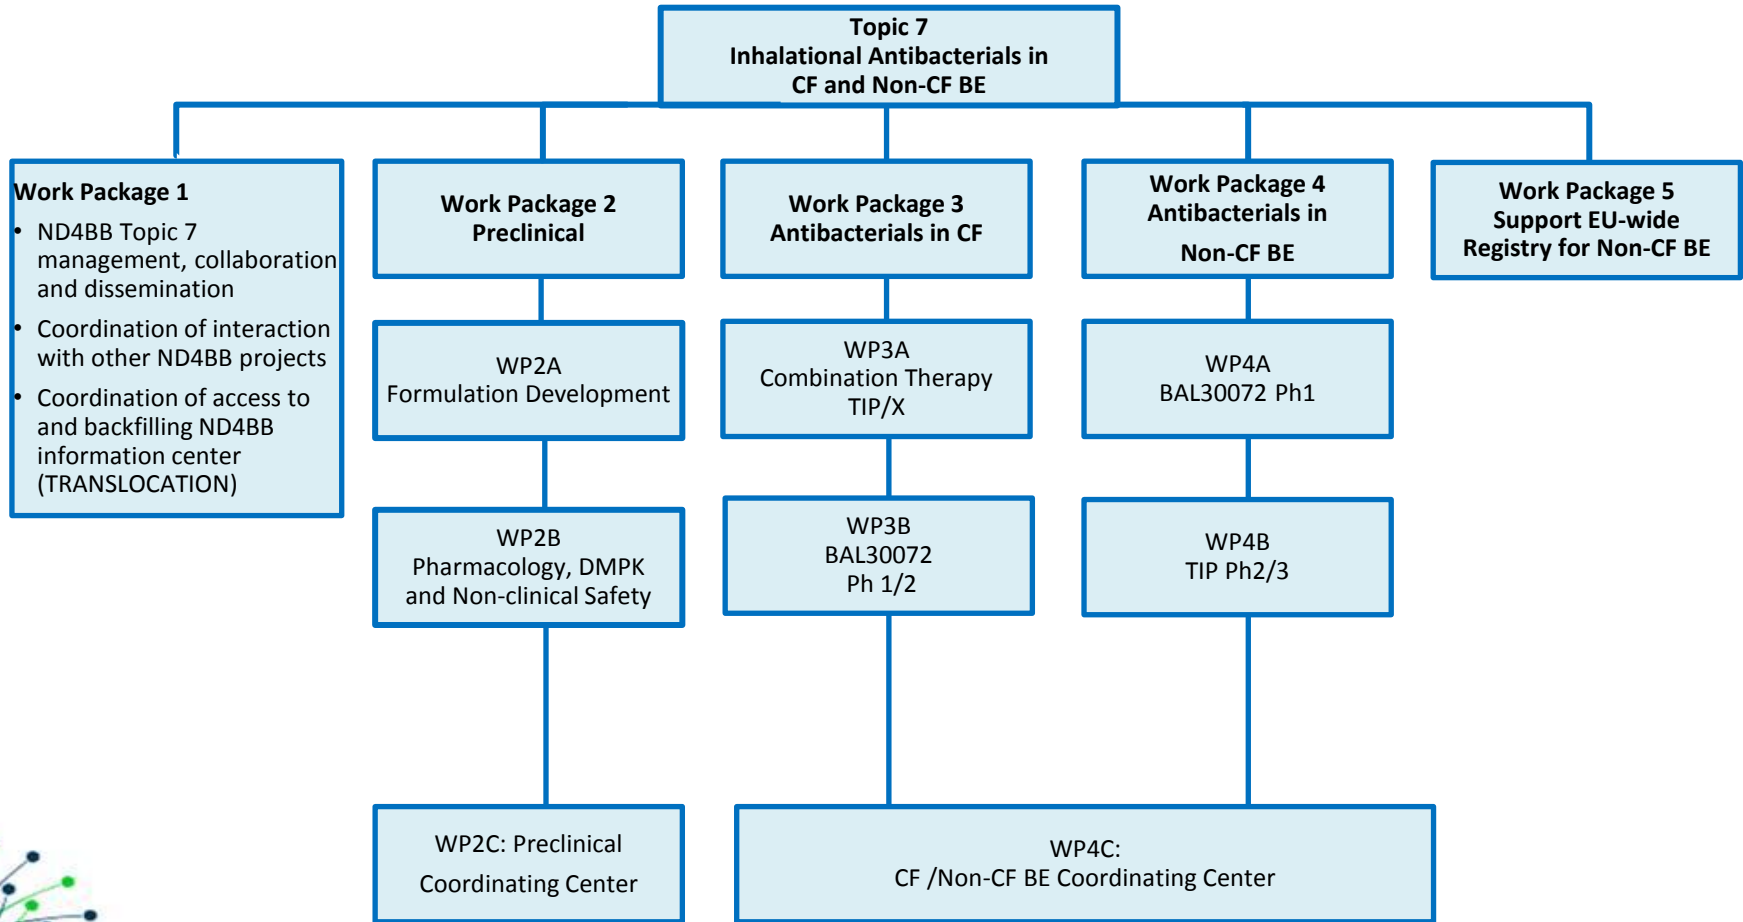 Topic 7
Inhalational Antibacterials in
CF and Non-CF BE
Work Package 1
• ND4BB Topic 7
management, collaboration
and dissemination
• Coordination of interaction
with other ND4BB projects
• Coordination of access to
and backfilling ND4BB
information center
(TRANSLOCATION)
Work Package 2
Preclinical
WP2A
Formulation Development
WP2B
Pharmacology, DMPK
and Non-clinical Safety
WP2C: Preclinical
Coordinating Center
Work Package 3
Antibacterials in CF
WP3A
Combination Therapy
TIP/X
WP3B
BAL30072
Ph 1/2
Work Package 4
Antibacterials in
Non-CF BE
WP4A
BAL30072 Ph1
WP4B
TIP Ph2/3
WP4C:
CF /Non-CF BE Coordinating Center
Work Package 5
Support EU-wide
Registry for Non-CF BE